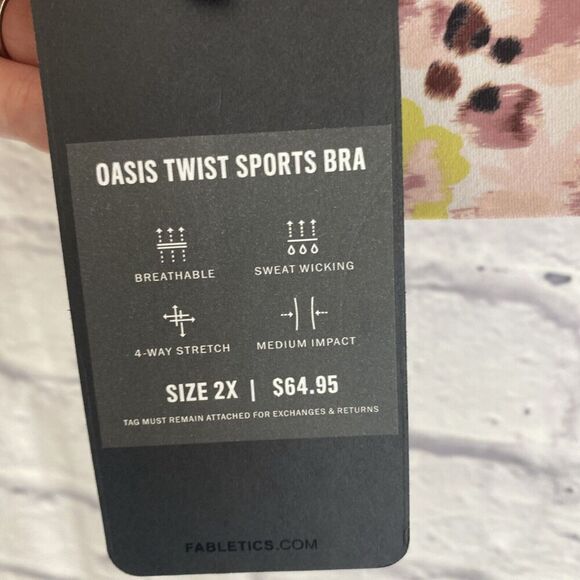 OASIS TWIST SPORTS BRA
BREATHABLE
SWEAT WICKING
4-WAY STRETCH
MEDIUM IMPACT
SIZE 2X | $64.95
TAG MUST REMAIN ATTACHED FOR EXCHANGES & RETURNS
FABLETICS.COM